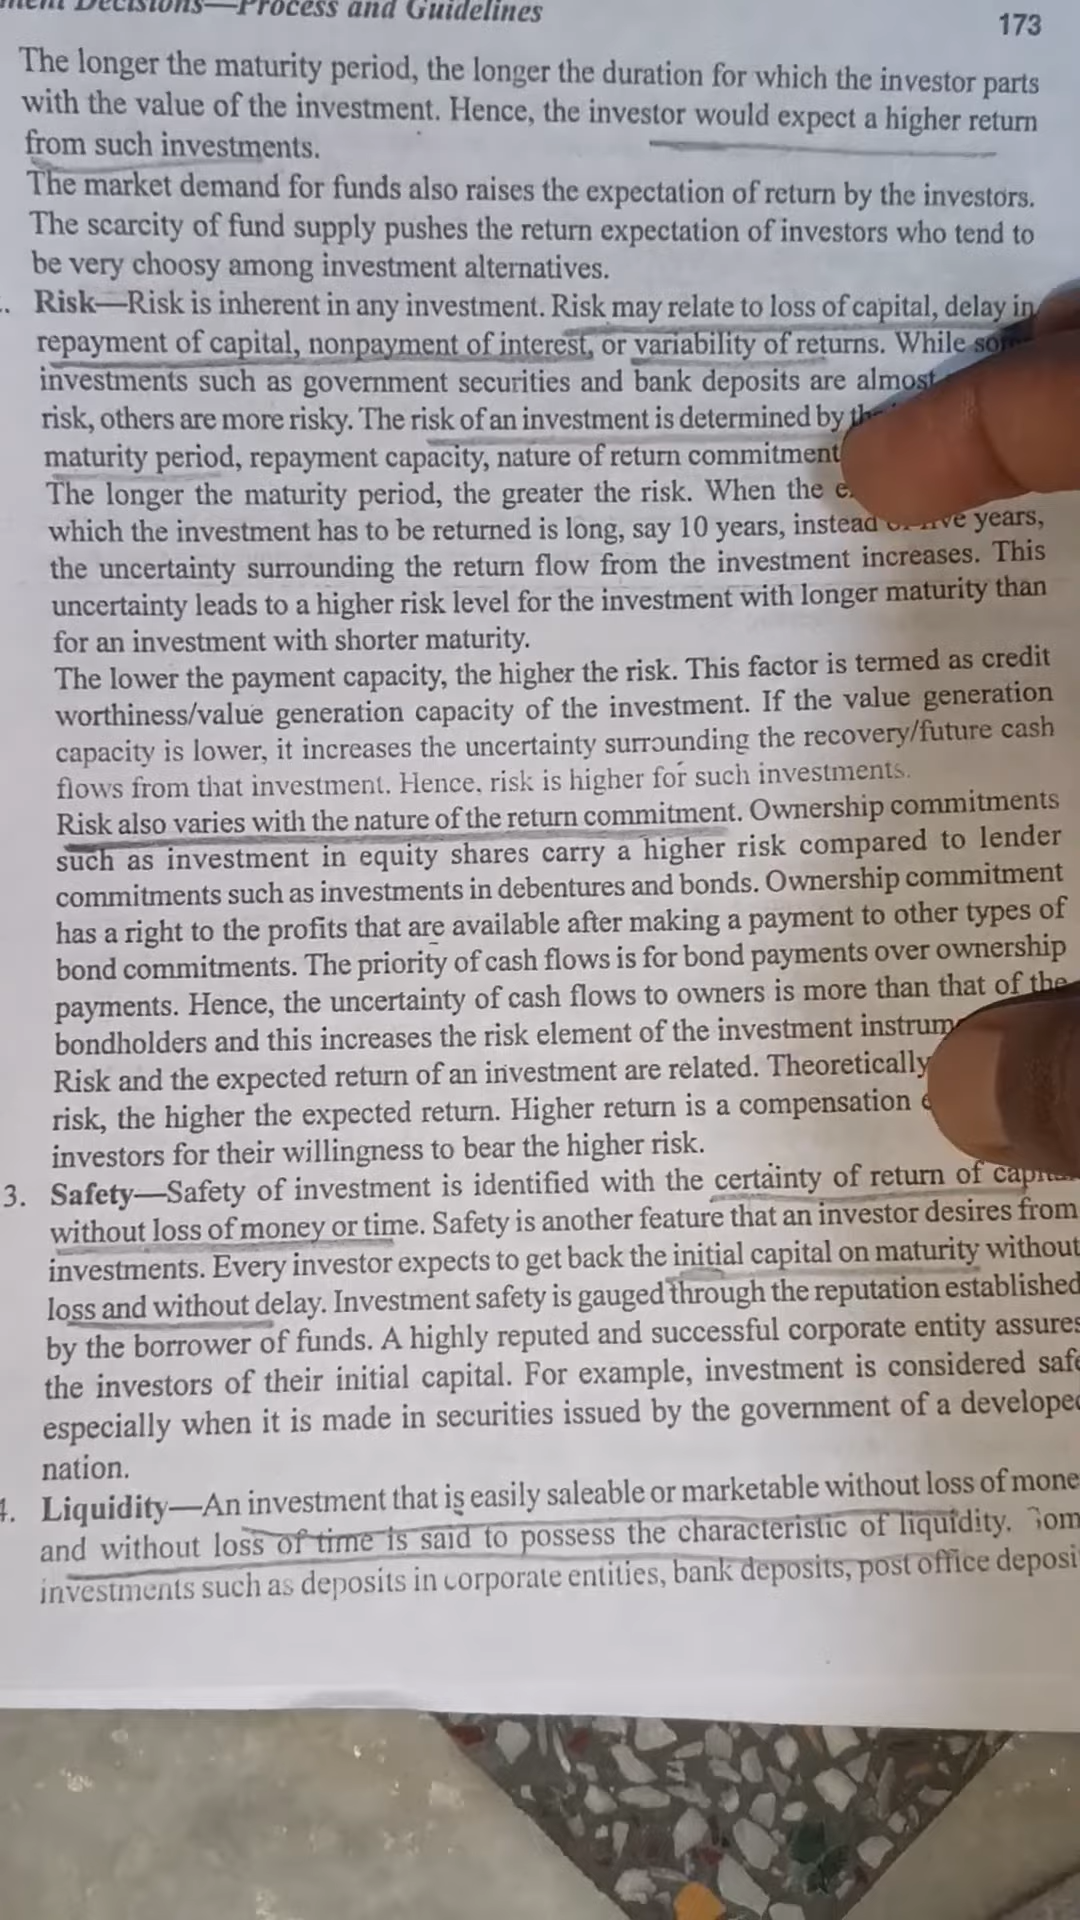 Decisions—Process and Guidelines
173
The longer the maturity period, the longer the duration for which the investor parts
with the value of the investment. Hence, the investor would expect a higher return
from such investments.
The market demand for funds also raises the expectation of return by the investors.
The scarcity of fund supply pushes the return expectation of investors who tend to
be very choosy among investment alternatives.
Risk—Risk is inherent in any investment. Risk may relate to loss of capital, delay in
repayment of capital, nonpayment of interest, or variability of returns. While
investments such as government securities and bank deposits are almost
risk, others are more risky. The risk of an investment is determined by
maturity period, repayment capacity, nature of return commitment
The longer the maturity period, the greater the risk. When the
which the investment has to be returned is long, say 10 years, instead years,
the uncertainty surrounding the return flow from the investment increases. This
uncertainty leads to a higher risk level for the investment with longer maturity than
for an investment with shorter maturity.
The lower the payment capacity, the higher the risk. This factor is termed as credit
worthiness/value generation capacity of the investment. If the value generation
capacity is lower, it increases the uncertainty surrounding the recovery/future cash
flows from that investment. Hence, risk is higher for such investments.
Risk also varies with the nature of the return commitment. Ownership commitments
such as investment in equity shares carry a higher risk compared to lender
commitments such as investments in debentures and bonds. Ownership commitment
has a right to the profits that are available after making a payment to other types of
bond commitments. The priority of cash flows is for bond payments over ownership
payments. Hence, the uncertainty of cash flows to owners is more than that of the
bondholders and this increases the risk element of the investment
Risk and the expected return of an investment are related. Theoretically
risk, the higher the expected return. Higher return is a compensation
investors for their willingness to bear the higher risk.
3. Safety—Safety of investment is identified with the certainty of return of
without loss of money or time. Safety is another feature that an investor desires from
investments. Every investor expects to get back the initial capital on maturity without
loss and without delay. Investment safety is gauged through the reputation established
by the borrower of funds. A highly reputed and successful corporate entity assures
the investors of their initial capital. For example, investment is considered safe
especially when it is made in securities issued by the government of a
nation.
4. Liquidity—An investment that is easily saleable or marketable without loss of
and without loss of time is said to possess the characteristic of liquidity.
investments such as deposits in corporate entities, bank deposits, post office